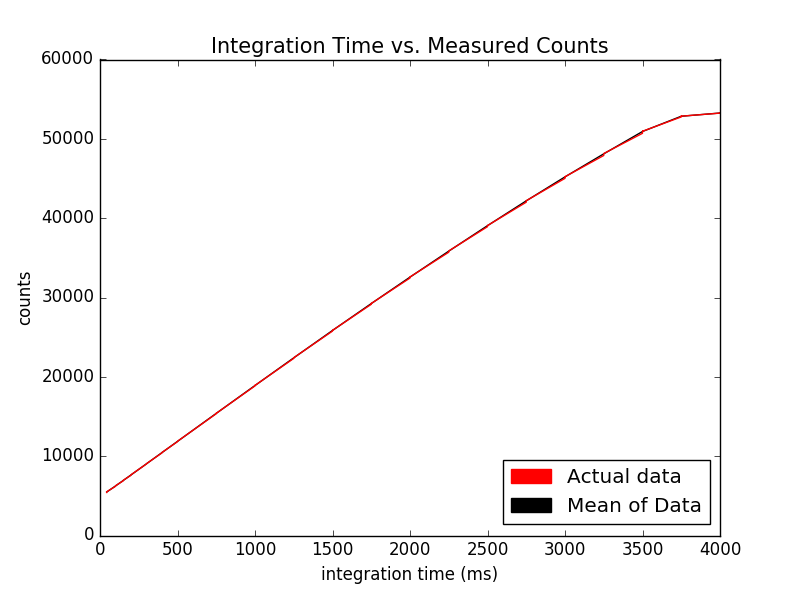 Integration Time vs. Measured Counts
60000
50000
40000
30000
20000
10000
0
counts
Actual data
Mean of Data
0 500 1000 1500 2000 2500 3000 3500 4000
integration time (ms)